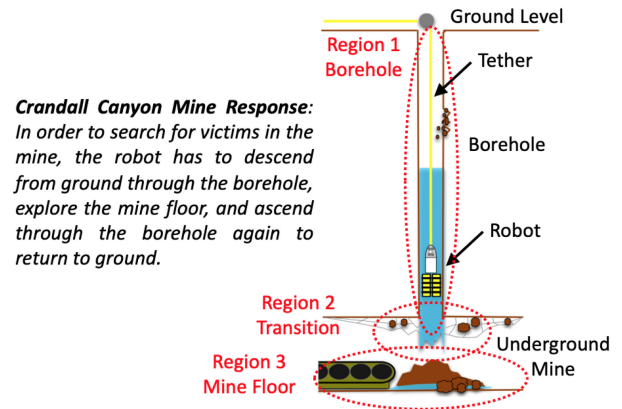 Ground Level
Region 1
Borehole
Tether
Crandall Canyon Mine Response:
In order to search for victims in the
mine, the robot has to descend
from ground through the borehole,
explore the mine floor, and ascend
through the borehole again to
return to ground.
Borehole
Robot
Region 2
Transition
Underground
Mine
Region 3
Mine Floor